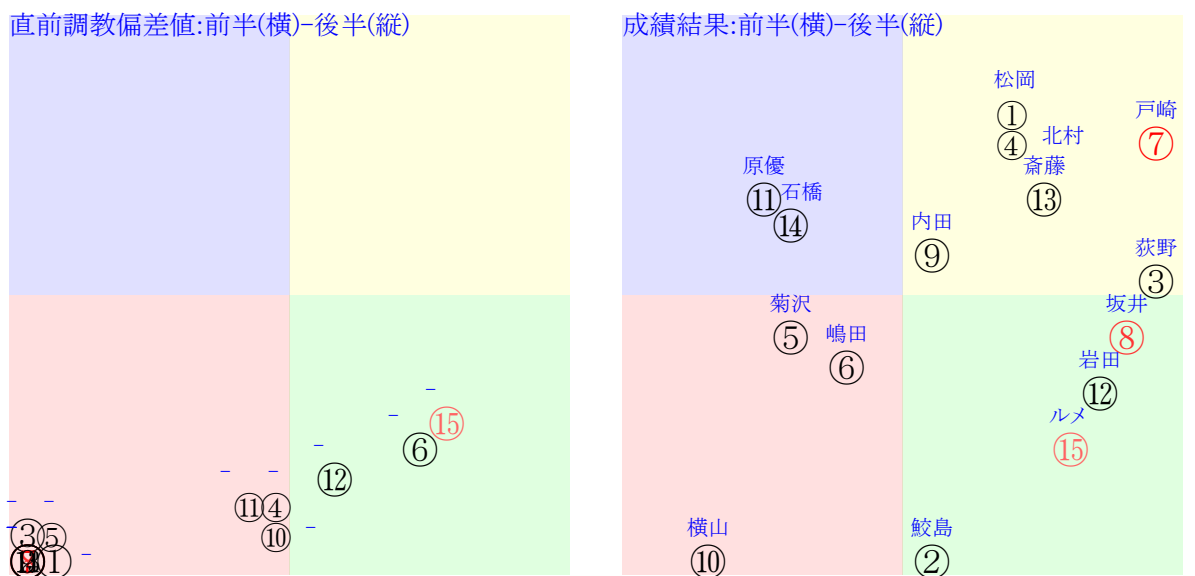 直前調教偏差値:前半(横)-後半(縦)
－
⑮
－
⑥
－
⑫
－ －
⑪④
－ －
③⑤
－ ⑩ －
① －
成績結果:前半(横)-後半(縦)
松岡
①
戸崎
⑦
北村
④
斎藤
⑬
原優
⑪
石橋
⑭
内田
⑨
荻野
③
菊沢
⑤
坂井
⑧
嶋田
⑥
岩田
⑫
ルメ
⑮
横山
⑩
鮫島
②